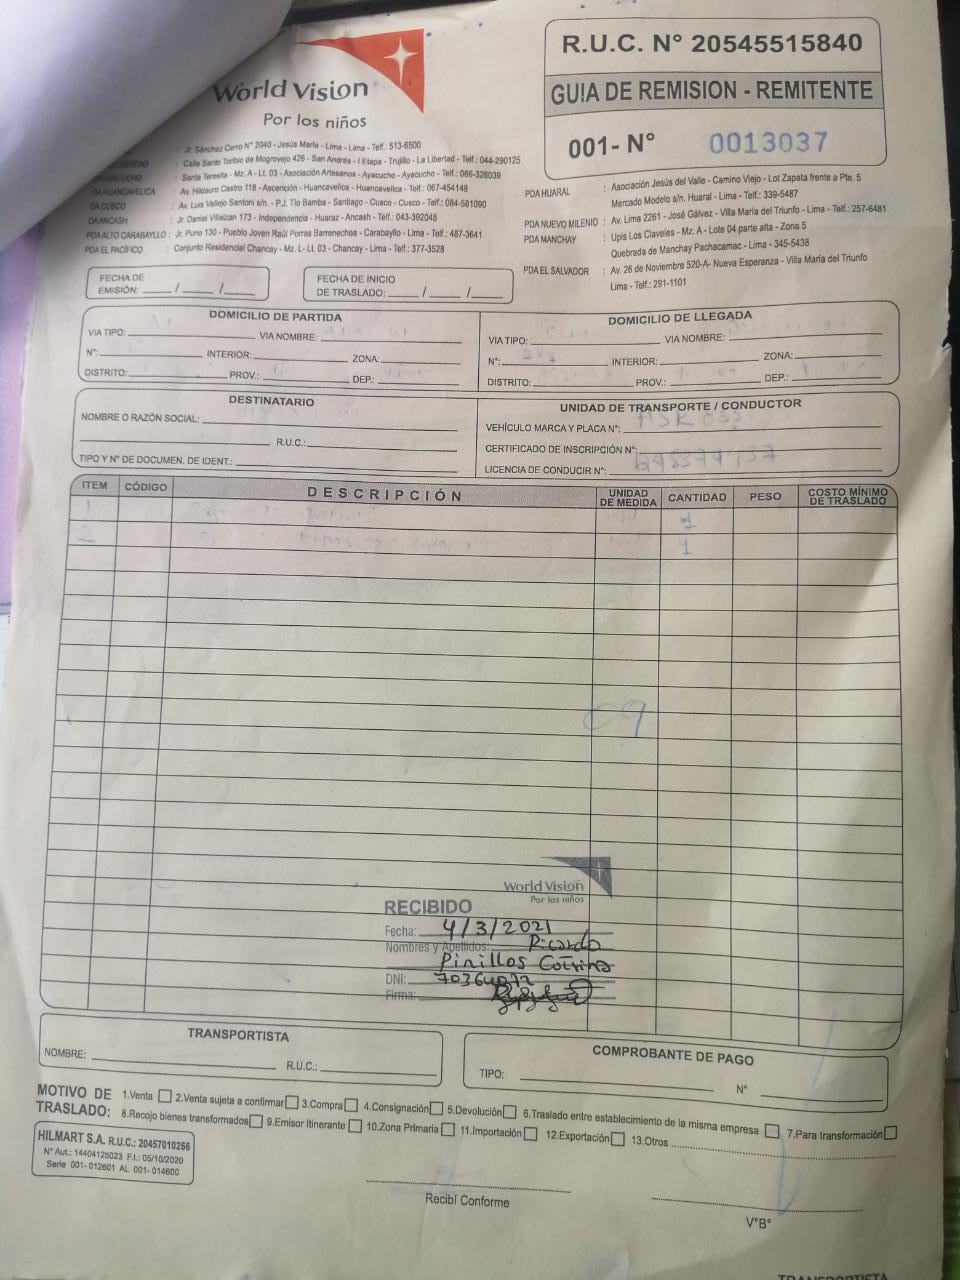 World Vision
Por los niños
R.U.C. N° 20545515840
GUIA DE REMISION - REMITENTE
001- N° 0013037
: Jr. Sánchez Cerro N° 2040 - Jesús María - Lima - Lima - Telf.: 513-6500
: Calle Santo Toribio de Mogrovejo 426 - San Andrés - I Etapa - Trujillo - La Libertad - Telf.: 044-290125
: Santa Teresita - Mz. A - Lt. 03 - Asociación Artesanos - Ayacucho - Ayacucho - Telf.: 066-326039
OA HUANCAVELICA : Av. Hildauro Castro 118 - Ascención - Huancavelica - Huancavelica - Telf.: 067-454148
OA CUSCO : Av. Luis Vallejo Santoni s/n. - P.J. Tío Bamba - Santiago - Cusco - Cusco - Telf.: 084-581090
OA ANCASH : Jr. Daniel Villaizan 173 - Independencia - Huaraz - Ancash - Telf.: 043-392045
PDA ALTO CARABAYLLO : Jr. Puno 130 - Pueblo Joven Raúl Porras Barrenechea - Carabayllo - Lima - Telf.: 487-3641
PDA EL PACÍFICO : Conjunto Residencial Chancay - Mz. L - Lt. 03 - Chancay - Lima - Telf.: 377-3528
PDA HUARAL : Asociación Jesús del Valle - Camino Viejo - Lot Zapata frente a Pte. 5
Mercado Modelo s/n. Huaral - Lima - Telf.: 339-5487
PDA NUEVO MILENIO : Av. Lima 2261 - José Gálvez - Villa María del Triunfo - Lima - Telf.: 257-6481
PDA MANCHAY : Upis Los Claveles - Mz. A - Lote 04 parte alta - Zona 5
Quebrada de Manchay Pachacamac - Lima - 345-5438
PDA EL SALVADOR : Av. 26 de Noviembre 520-A- Nueva Esperanza - Villa María del Triunfo
Lima - Telf.: 291-1101
FECHA DE
EMISIÓN: ____ / ____ / ____
FECHA DE INICIO
DE TRASLADO: ____ / ____ / ____
DOMICILIO DE PARTIDA
VIA TIPO: VIA NOMBRE:
N°: INTERIOR: ZONA:
DISTRITO: PROV.: DEP.:
DOMICILIO DE LLEGADA
VIA TIPO: VIA NOMBRE:
N°: INTERIOR: ZONA:
DISTRITO: PROV.: DEP.:
DESTINATARIO
NOMBRE O RAZÓN SOCIAL:
R.U.C.:
TIPO Y N° DE DOCUMEN. DE IDENT.:
UNIDAD DE TRANSPORTE / CONDUCTOR
VEHÍCULO MARCA Y PLACA N°:
CERTIFICADO DE INSCRIPCIÓN N°:
LICENCIA DE CONDUCIR N°:
ITEM CÓDIGO DESCRIPCIÓN UNIDAD DE MEDIDA CANTIDAD PESO COSTO MÍNIMO DE TRASLADO
1 1
2 1
09
World Vision
Por los niños
RECIBIDO
Fecha: 4/3/2021
Nombres y Apellidos: Ricardo
Pinillos
DNI:
Firma:
TRANSPORTISTA
NOMBRE: R.U.C.:
COMPROBANTE DE PAGO
TIPO: N°
MOTIVO DE TRASLADO: 1.Venta 2.Venta sujeta a confirmar 3.Compra 4.Consignación 5.Devolución 6.Traslado entre establecimiento de la misma empresa 7.Para transformación
8.Recojo bienes transformados 9.Emisor Itinerante 10.Zona Primaria 11.Importación 12.Exportación 13.Otros
HILMART S.A. R.U.C.: 20457010266
N° Aut.: 14404125023 F.I.: 05/10/2020
Serie 001- 012601 AL 001- 014600
Recibí Conforme
V°B°
TRANSPORTISTA